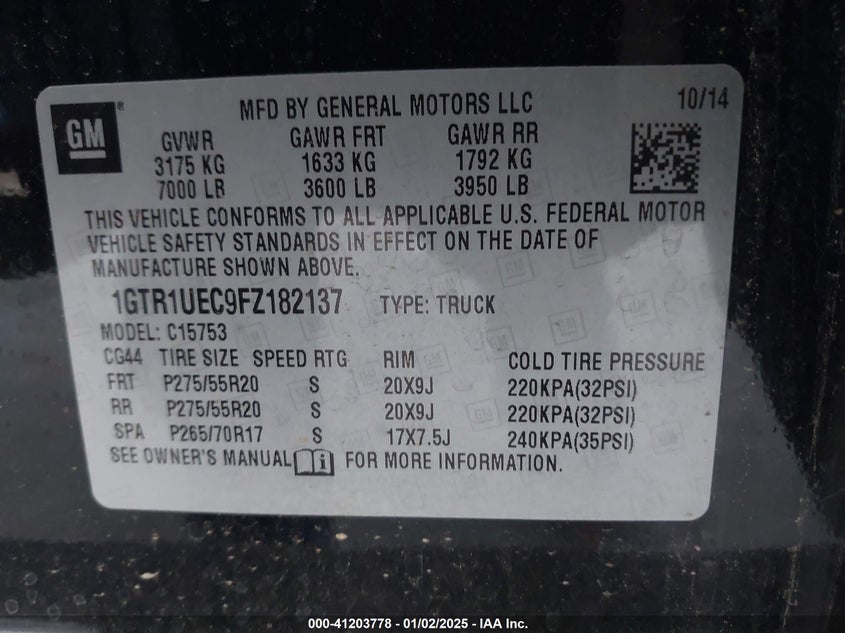 GM ®
MFD BY GENERAL MOTORS LLC 10/14
GVWR GAWR FRT GAWR RR
3175 KG 1633 KG 1792 KG
7000 LB 3600 LB 3950 LB
THIS VEHICLE CONFORMS TO ALL APPLICABLE U.S. FEDERAL MOTOR
VEHICLE SAFETY STANDARDS IN EFFECT ON THE DATE OF
MANUFACTURE SHOWN ABOVE.
1GTR1UEC9FZ182137 TYPE: TRUCK
MODEL: C15753
CG44 TIRE SIZE SPEED RTG RIM COLD TIRE PRESSURE
FRT P275/55R20 S 20X9J 220KPA(32PSI)
RR P275/55R20 S 20X9J 220KPA(32PSI)
SPA P265/70R17 S 17X7.5J 240KPA(35PSI)
SEE OWNER'S MANUAL i FOR MORE INFORMATION.
000-41203778 - 01/02/2025 - IAA Inc.